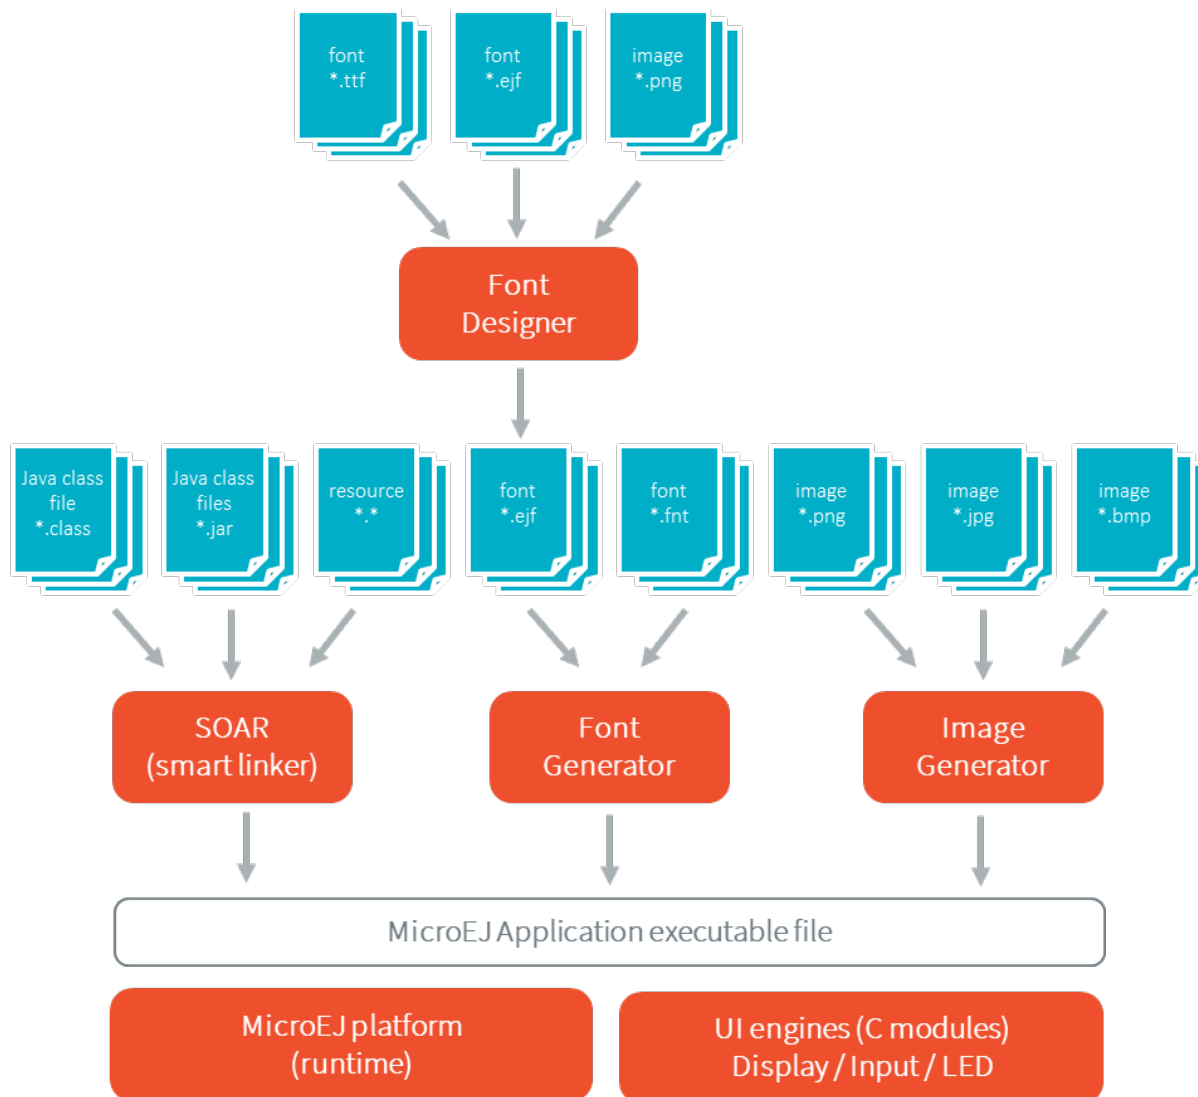 font
*.ttf
font
*.ejf
image
*.png
Font
Designer
Java class
file
*.class
Java class
files
*.jar
resource
*.*
font
*.ejf
font
*.fnt
image
*.png
image
*.jpg
image
*.bmp
SOAR
(smart linker)
Font
Generator
Image
Generator
MicroEJ Application executable file
MicroEJ platform
(runtime)
UI engines (C modules)
Display / Input / LED